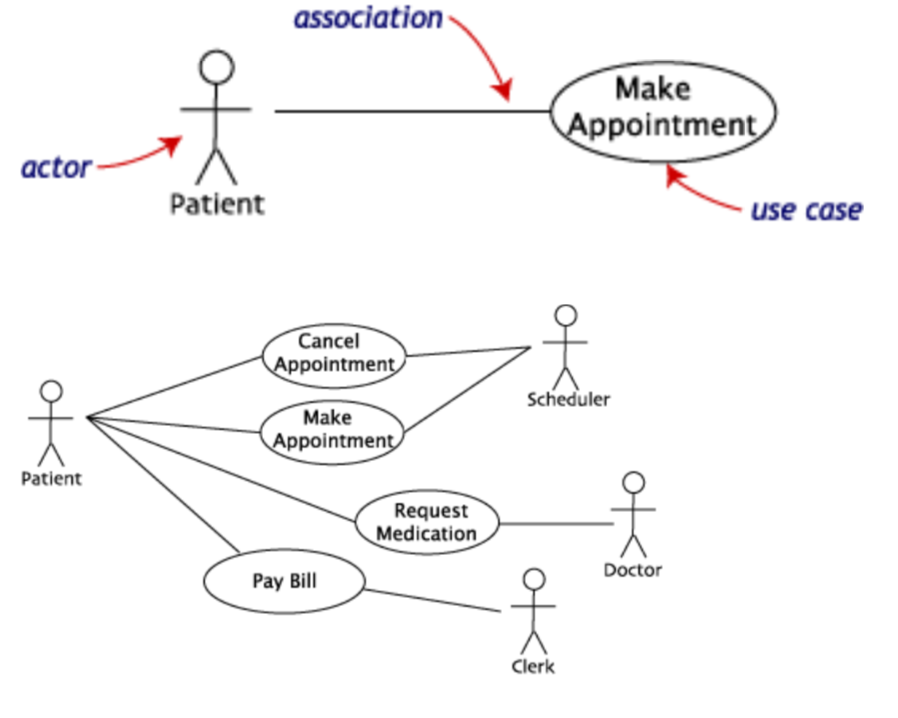 association
Make
Appointment
actor
Patient
use case
Cancel
Appointment
Scheduler
Make
Appointment
Patient
Request
Medication
Doctor
Pay Bill
Clerk